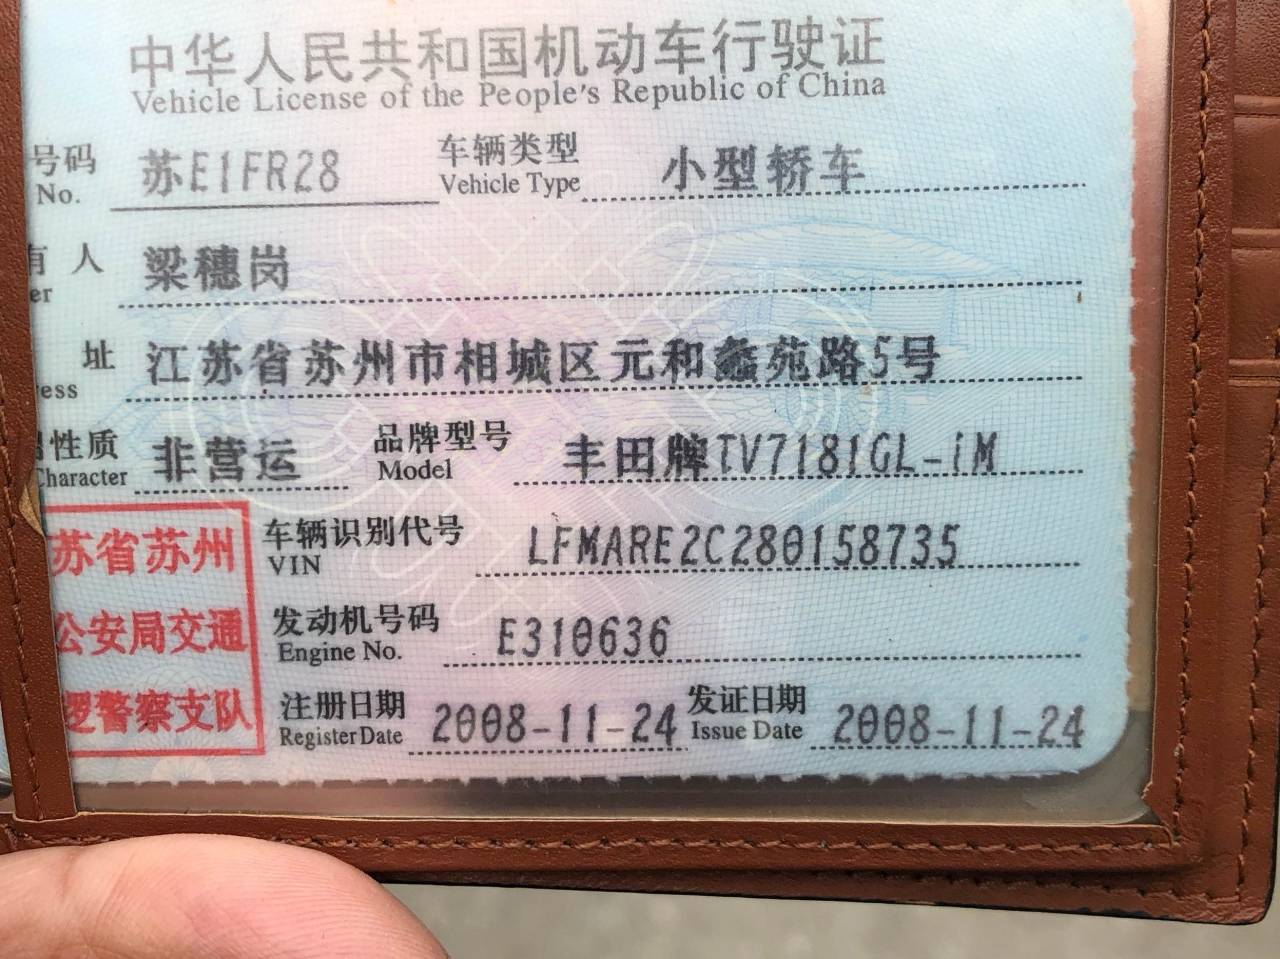 中华人民共和国机动车行驶证
Vehicle License of the People's Republic of China
号码 苏E1FR28 车辆类型 小型轿车
No. Vehicle Type
有人 梁穗岗
er
址 江苏省苏州市相城区元和蠡苑路5号
ess
性质 非营运 品牌型号 丰田牌TV7181GL-iM
Character Model
苏省苏州 车辆识别代号 LFMARE2C280158735
VIN
公安局交通 发动机号码 E310636
Engine No.
逻警察支队 注册日期 2008-11-24 发证日期 2008-11-24
Register Date Issue Date